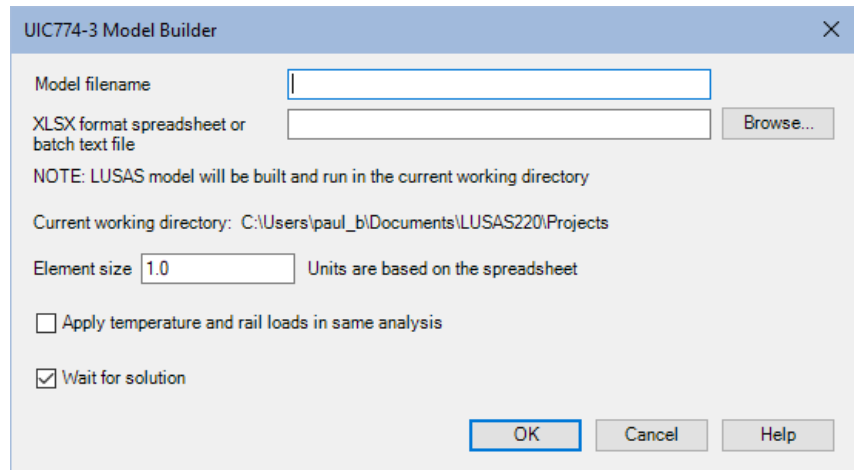 UIC774-3 Model Builder
Model filename
XLSX format spreadsheet or
batch text file
Browse...
NOTE: LUSAS model will be built and run in the current working directory
Current working directory: C:\Users\paul_b\Documents\LUSAS220\Projects
Element size 1.0 Units are based on the spreadsheet
Apply temperature and rail loads in same analysis
Wait for solution
OK Cancel Help